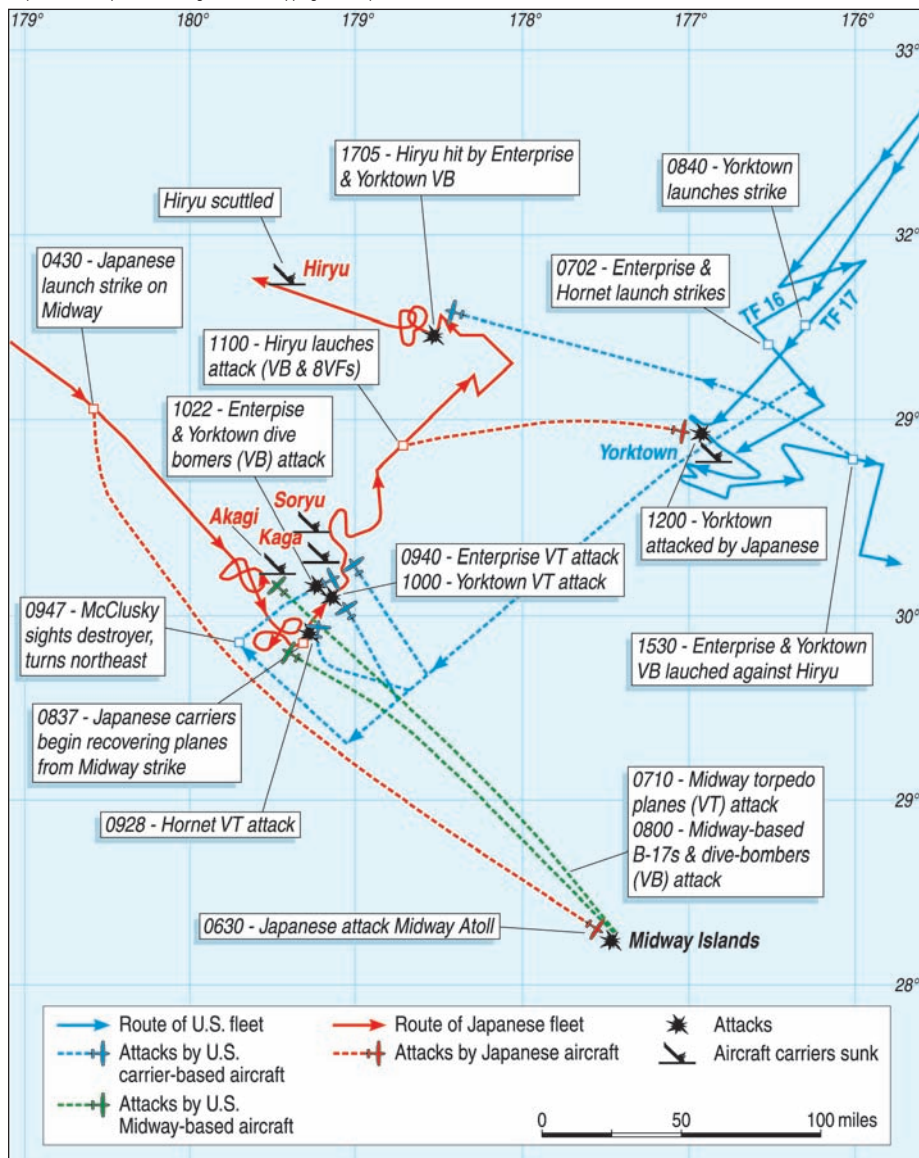 179°
180°
179°
178°
177°
176°
33°
1705 - Hiryu hit by Enterprise
& Yorktown VB
0840 - Yorktown
launches strike
Hiryu scuttled
32°
Hiryu
0430 - Japanese
launch strike on
Midway
0702 - Enterprise &
Hornet launch strikes
TF 16
TF 17
1100 - Hiryu lauches
attack (VB & 8VFs)
29°
1022 - Enterpise
& Yorktown dive
bomers (VB) attack
Yorktown
Soryu
Akagi
Kaga
1200 - Yorktown
attacked by Japanese
0940 - Enterprise VT attack
1000 - Yorktown VT attack
30°
0947 - McClusky
sights destroyer,
turns northeast
1530 - Enterprise & Yorktown
VB lauched against Hiryu
0837 - Japanese carriers
begin recovering planes
from Midway strike
29°
0710 - Midway torpedo
planes (VT) attack
0800 - Midway-based
B-17s & dive-bombers
(VB) attack
0928 - Hornet VT attack
0630 - Japanese attack Midway Atoll
Midway Islands
28°
Route of U.S. fleet
Attacks by U.S.
carrier-based aircraft
Attacks by U.S.
Midway-based aircraft
Route of Japanese fleet
Attacks by Japanese aircraft
Attacks
Aircraft carriers sunk
0 50 100 miles